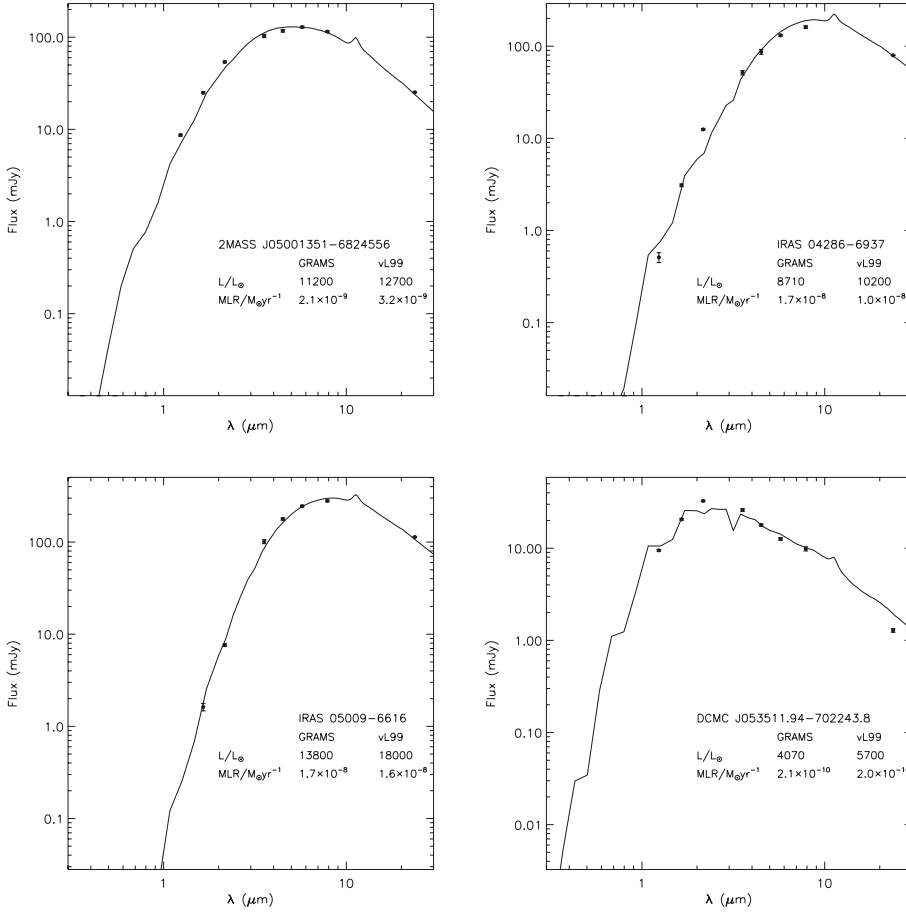 100.0
10.0
1.0
0.1
Flux (mJy)
2MASS J05001351−6824556
GRAMS vL99
L/L☉ 11200 12700
MLR/M☉yr⁻¹ 2.1×10⁻⁹ 3.2×10⁻⁹
1 10
λ (μm)
100.0
10.0
1.0
0.1
Flux (mJy)
IRAS 04286−6937
GRAMS vL99
L/L☉ 8710 10200
MLR/M☉yr⁻¹ 1.7×10⁻⁸ 1.0×10⁻⁸
1 10
λ (μm)
100.0
10.0
1.0
0.1
Flux (mJy)
IRAS 05009−6616
GRAMS vL99
L/L☉ 13800 18000
MLR/M☉yr⁻¹ 1.7×10⁻⁸ 1.6×10⁻⁸
1 10
λ (μm)
10.00
1.00
0.10
0.01
Flux (mJy)
DCMC J053511.94−702243.8
GRAMS vL99
L/L☉ 4070 5700
MLR/M☉yr⁻¹ 2.1×10⁻¹⁰
1 10
λ (μm)